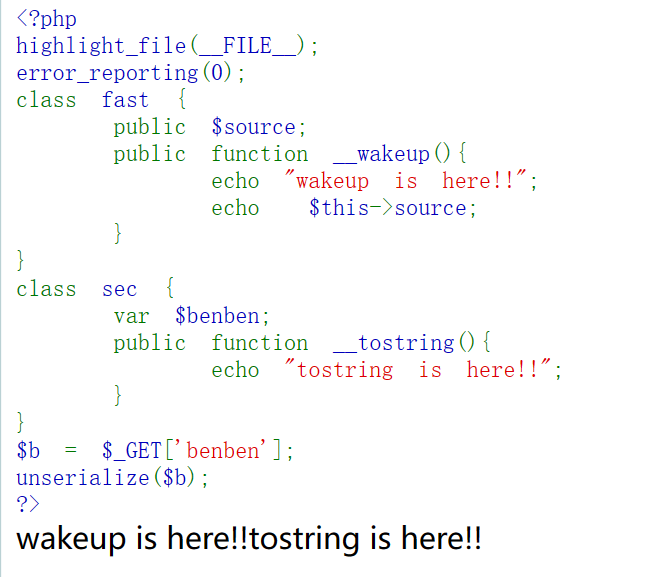 <?php
highlight_file(__FILE__);
error_reporting(0);
class fast {
        public $source;
        public function __wakeup(){
                echo "wakeup is here!!";
                echo  $this->source;
        }
}
class sec {
        var $benben;
        public function __tostring(){
                echo "tostring is here!!";
        }
}
$b = $_GET['benben'];
unserialize($b);
?>
wakeup is here!!tostring is here!!